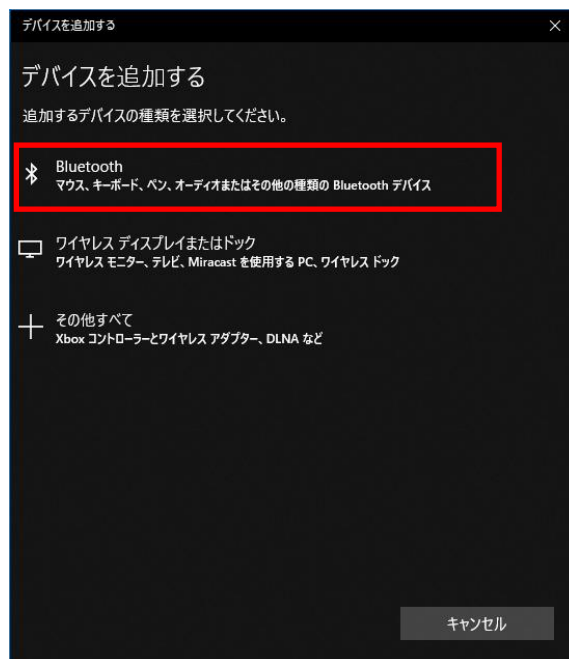 デバイスを追加する
デバイスを追加する
追加するデバイスの種類を選択してください。
Bluetooth
マウス、キーボード、ペン、オーディオまたはその他の種類の Bluetooth デバイス
ワイヤレス ディスプレイまたはドック
ワイヤレス モニター、テレビ、Miracast を使用する PC、ワイヤレス ドック
その他すべて
Xbox コントローラーとワイヤレス アダプター、DLNA など
キャンセル